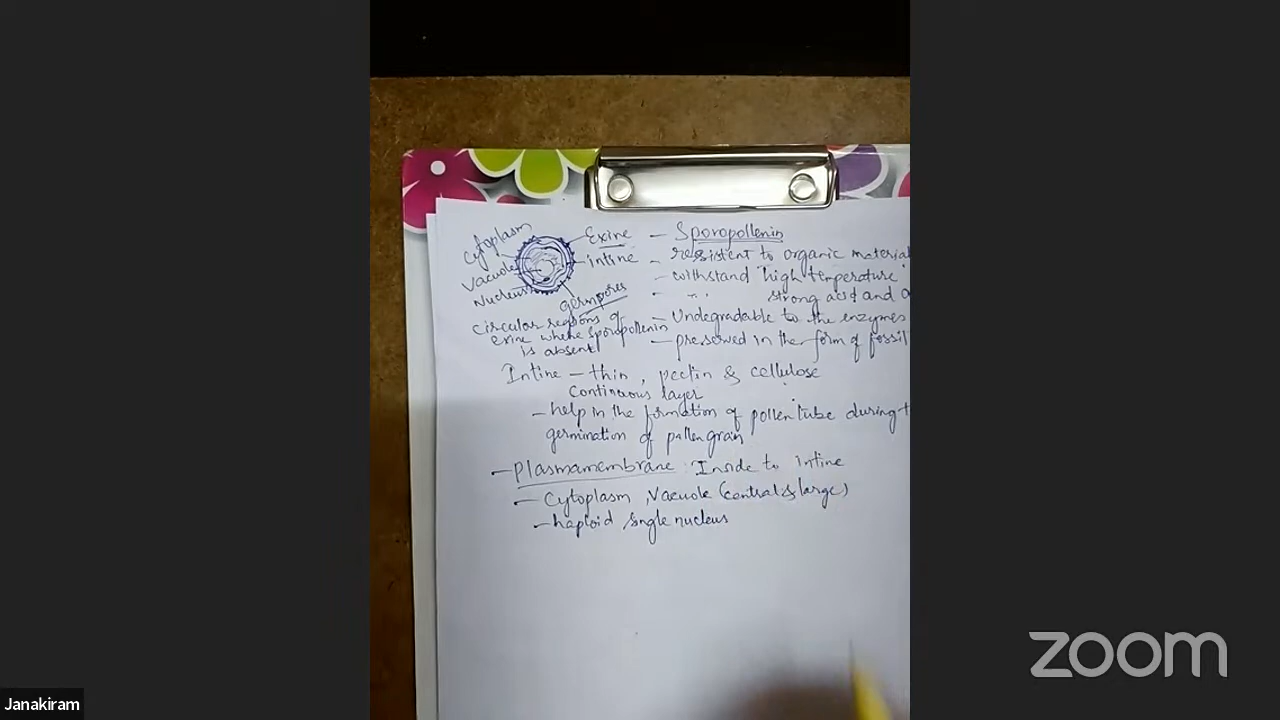 Cytoplasm
Vacuole
Nucleus
Exine - Sporopollenin
intine - ressistent to organic material
- withstand high temperature
- " " strong acid and a
germpores
circular regions of
exine where sporopollenin
is absent
- Undegradable to the enzymes
- preserved in the form of fossil
Intine - thin, pectin & cellulose
continuous layer
- help in the formation of pollen tube during t
germination of pollen grain
- plasmamembrane : Inside to intine
- Cytoplasm, Vacuole (central & large)
- haploid single nucleus
zoom
Janakiram